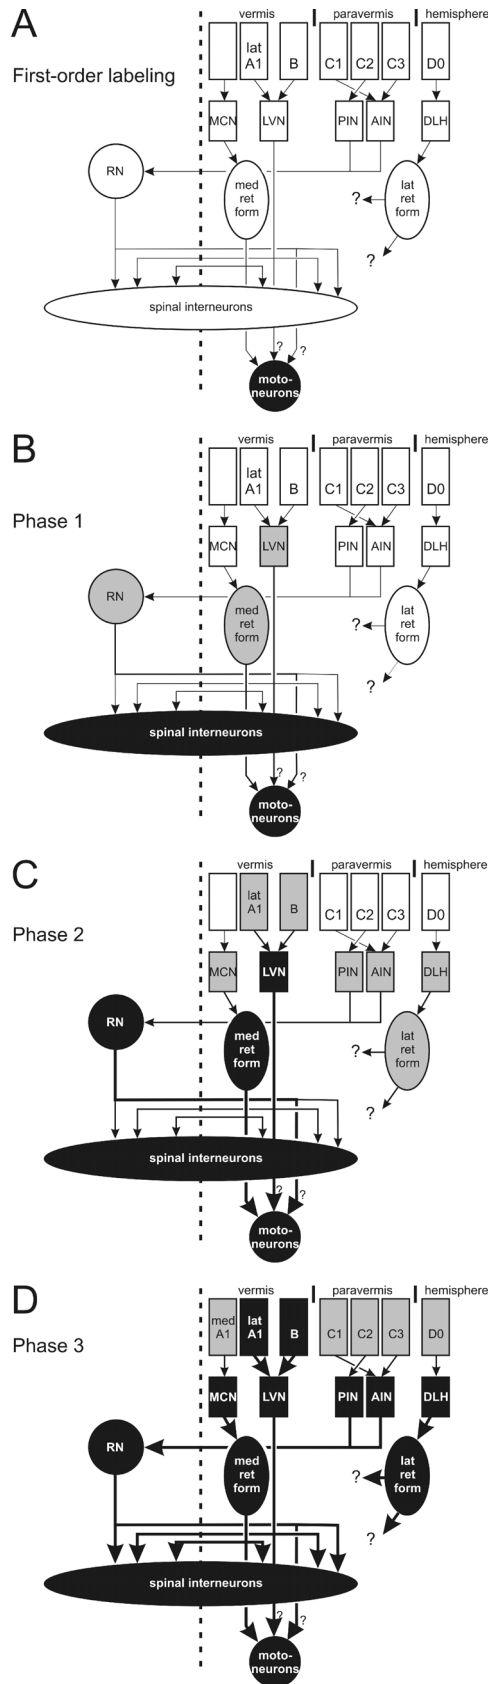 A
First-order labeling
vermis
paravermis
hemisphere
lat
A1
B
C1
C2
C3
D0
MCN
LVN
PIN
AIN
DLH
RN
med
ret
form
lat
ret
form
?
?
spinal interneurons
?
?
moto-
neurons
B
Phase 1
vermis
paravermis
hemisphere
lat
A1
B
C1
C2
C3
D0
MCN
LVN
PIN
AIN
DLH
RN
med
ret
form
lat
ret
form
?
?
spinal interneurons
?
?
moto-
neurons
C
Phase 2
vermis
paravermis
hemisphere
lat
A1
B
C1
C2
C3
D0
MCN
LVN
PIN
AIN
DLH
RN
med
ret
form
lat
ret
form
?
?
spinal interneurons
?
?
moto-
neurons
D
Phase 3
vermis
paravermis
hemisphere
med
A1
lat
A1
B
C1
C2
C3
D0
MCN
LVN
PIN
AIN
DLH
RN
med
ret
form
lat
ret
form
?
?
spinal interneurons
?
?
moto-
neurons